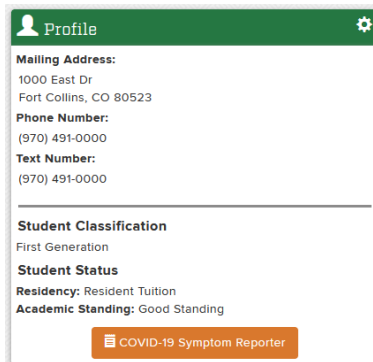 Profile
Mailing Address:
1000 East Dr
Fort Collins, CO 80523
Phone Number:
(970) 491-0000
Text Number:
(970) 491-0000
Student Classification
First Generation
Student Status
Residency: Resident Tuition
Academic Standing: Good Standing
COVID-19 Symptom Reporter